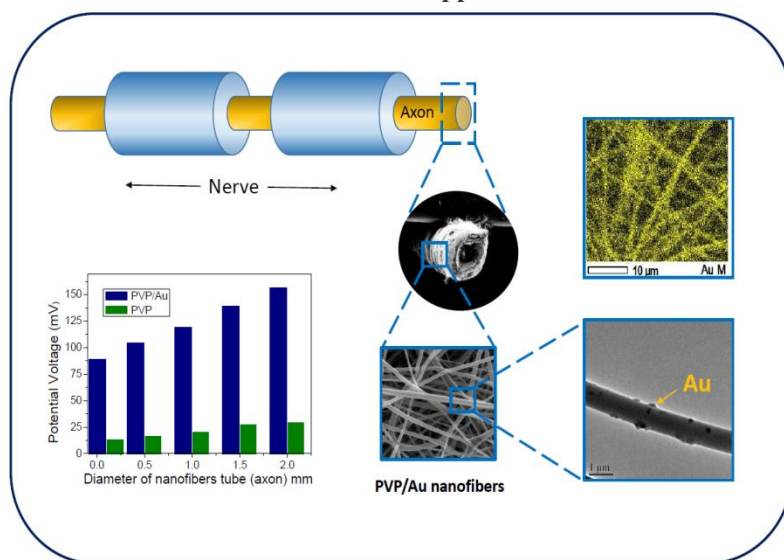 Axon
Nerve
10 μm Au M
PVP/Au
PVP
150
125
100
75
50
25
0
Potential Voltage (mV)
0.0 0.5 1.0 1.5 2.0
Diameter of nanofibers tube (axon) mm
Au
1 μm
PVP/Au nanofibers